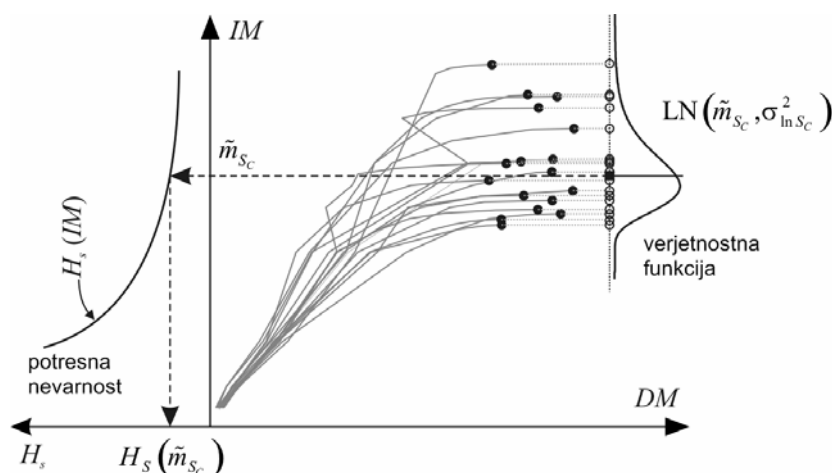 IM
LN(m̃_{S_C}, σ²_{ln S_C})
m̃_{S_C}
H_s(IM)
verjetnostna
funkcija
potresna
nevarnost
DM
H_s
H_S(m̃_{S_C})